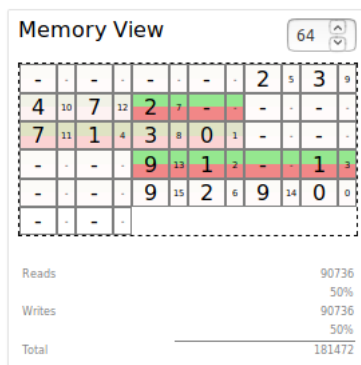 Memory View 64
- - - - - - - - 2 5 3 9
4 10 7 12 2 7 - - - - - -
7 11 1 4 3 8 0 1 - - - -
- - - - 9 13 1 2 - - 1 3
- - - - 9 15 2 6 9 14 0 0
- - - -
Reads 90736
50%
Writes 90736
50%
Total 181472